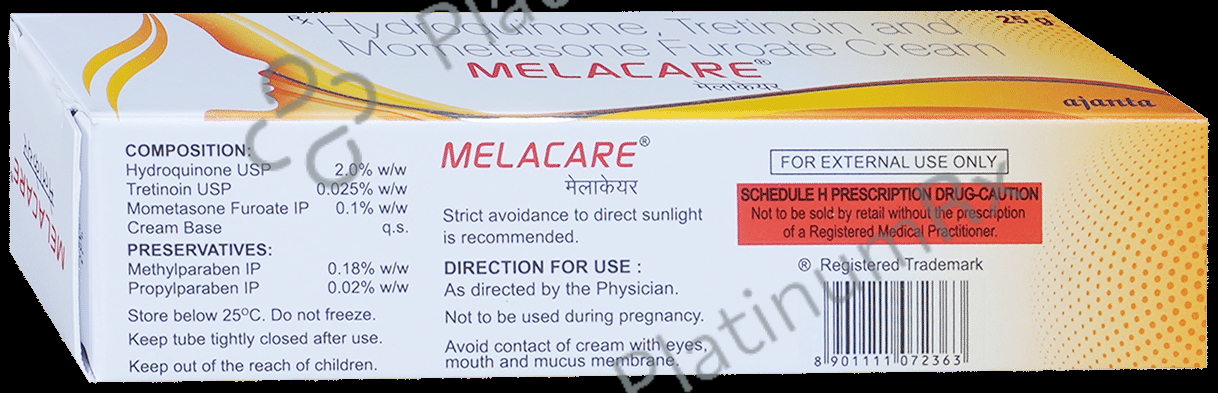 Rx Hydroquinone, Tretinoin and
Mometasone Furoate Cream
25 g
MELACARE®
मेलाकेयर
ajanta
MELACARE®
COMPOSITION:
Hydroquinone USP 2.0% w/w
Tretinoin USP 0.025% w/w
Mometasone Furoate IP 0.1% w/w
Cream Base q.s.
PRESERVATIVES:
Methylparaben IP 0.18% w/w
Propylparaben IP 0.02% w/w
Store below 25°C. Do not freeze.
Keep tube tightly closed after use.
Keep out of the reach of children.
MELACARE®
मेलाकेयर
Strict avoidance to direct sunlight
is recommended.
DIRECTION FOR USE :
As directed by the Physician.
Not to be used during pregnancy.
Avoid contact of cream with eyes,
mouth and mucus membrane.
FOR EXTERNAL USE ONLY
SCHEDULE H PRESCRIPTION DRUG-CAUTION
Not to be sold by retail without the prescription
of a Registered Medical Practitioner.
® Registered Trademark
8 901111 072363
PlatinumRx